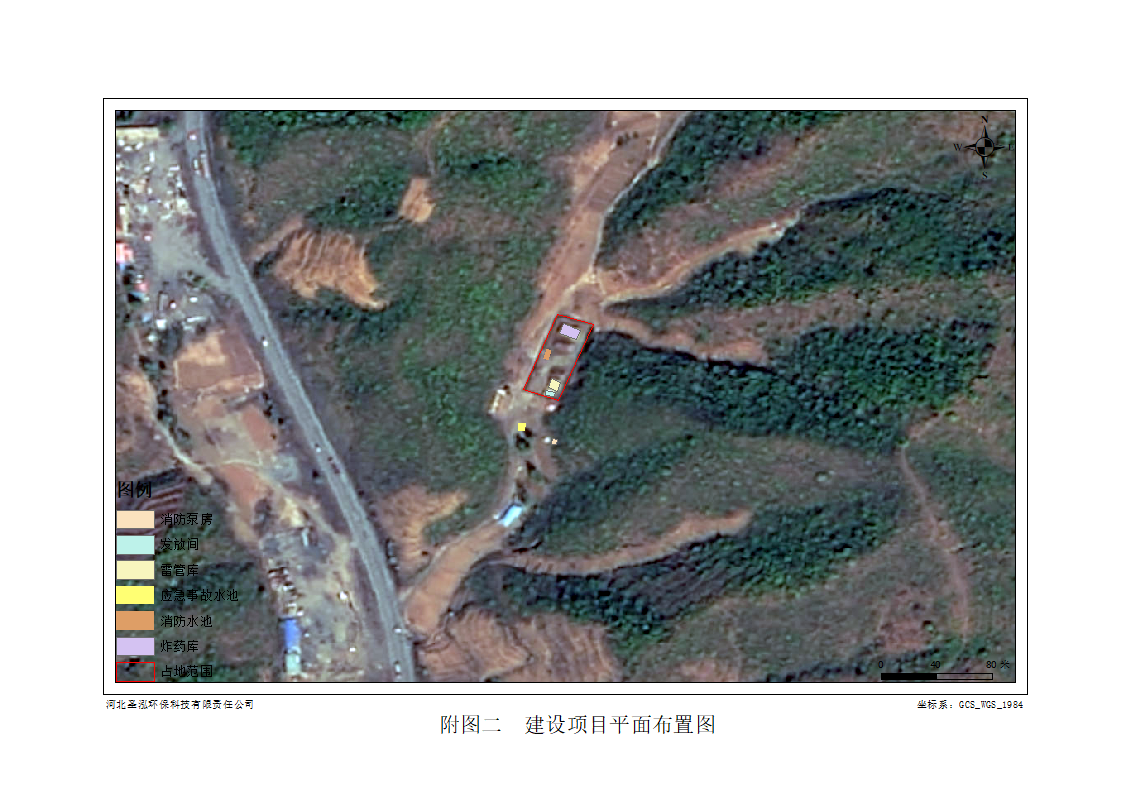 N
W
S
图例
消防泵房
发放间
雷管库
应急事故水池
消防水池
炸药库
占地范围
0 40 80 米
河北圣泓环保科技有限责任公司
坐标系: GCS_WGS_1984
附图二 建设项目平面布置图